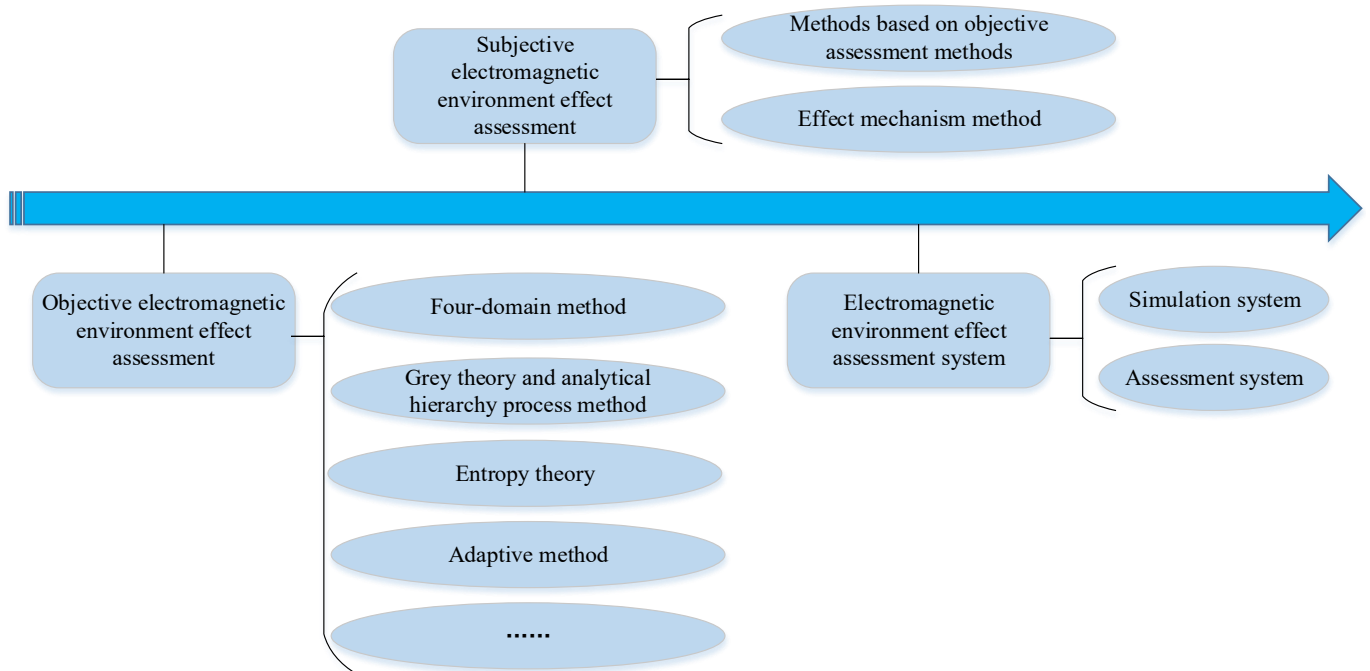 Subjective
electromagnetic
environment effect
assessment
Methods based on objective
assessment methods
Effect mechanism method
Objective electromagnetic
environment effect
assessment
Four-domain method
Grey theory and analytical
hierarchy process method
Entropy theory
Adaptive method
......
Electromagnetic
environment effect
assessment system
Simulation system
Assessment system